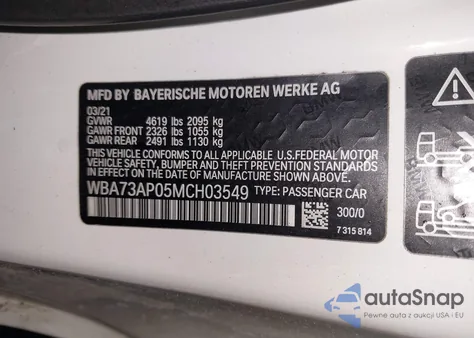 MFD BY BAYERISCHE MOTOREN WERKE AG
03/21
GVWR 4619 lbs 2095 kg
GAWR FRONT 2326 lbs 1055 kg
GAWR REAR 2491 lbs 1130 kg
THIS VEHICLE CONFORMS TO ALL APPLICABLE U.S.FEDERAL MOTOR
VEHICLE SAFETY, BUMPER AND THEFT PREVENTION STANDARDS
IN EFFECT ON THE DATE OF MANUFACTURE SHOWN ABOVE.
WBA73AP05MCH03549 TYPE: PASSENGER CAR
300/0
7 315 814
autoSnap
Pewne auta z aukcji USA i EU